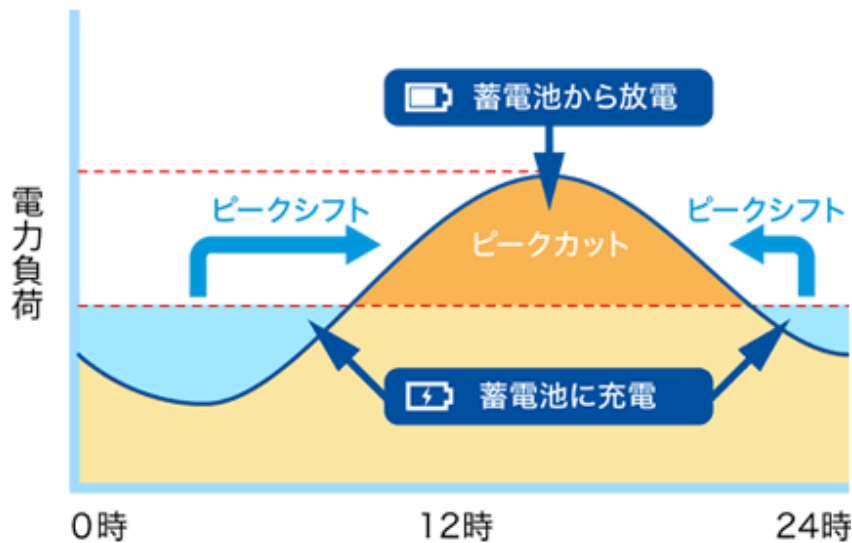 蓄電池から放電
ピークシフト
ピークシフト
ピークカット
電力負荷
蓄電池に充電
0時
12時
24時